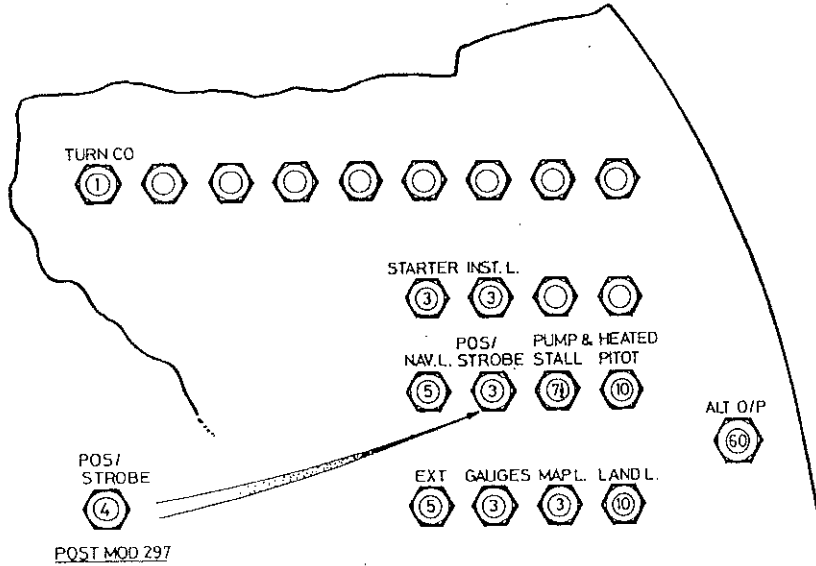 TURN CO
1
STARTER INST. L.
3 3
NAV. L. POS/ STROBE PUMP & STALL HEATED PITOT
5 3 7½ 10
ALT O/P
60
POS/ STROBE
4
POST MOD 297
EXT GAUGES MAP L. LAND L.
5 3 3 10